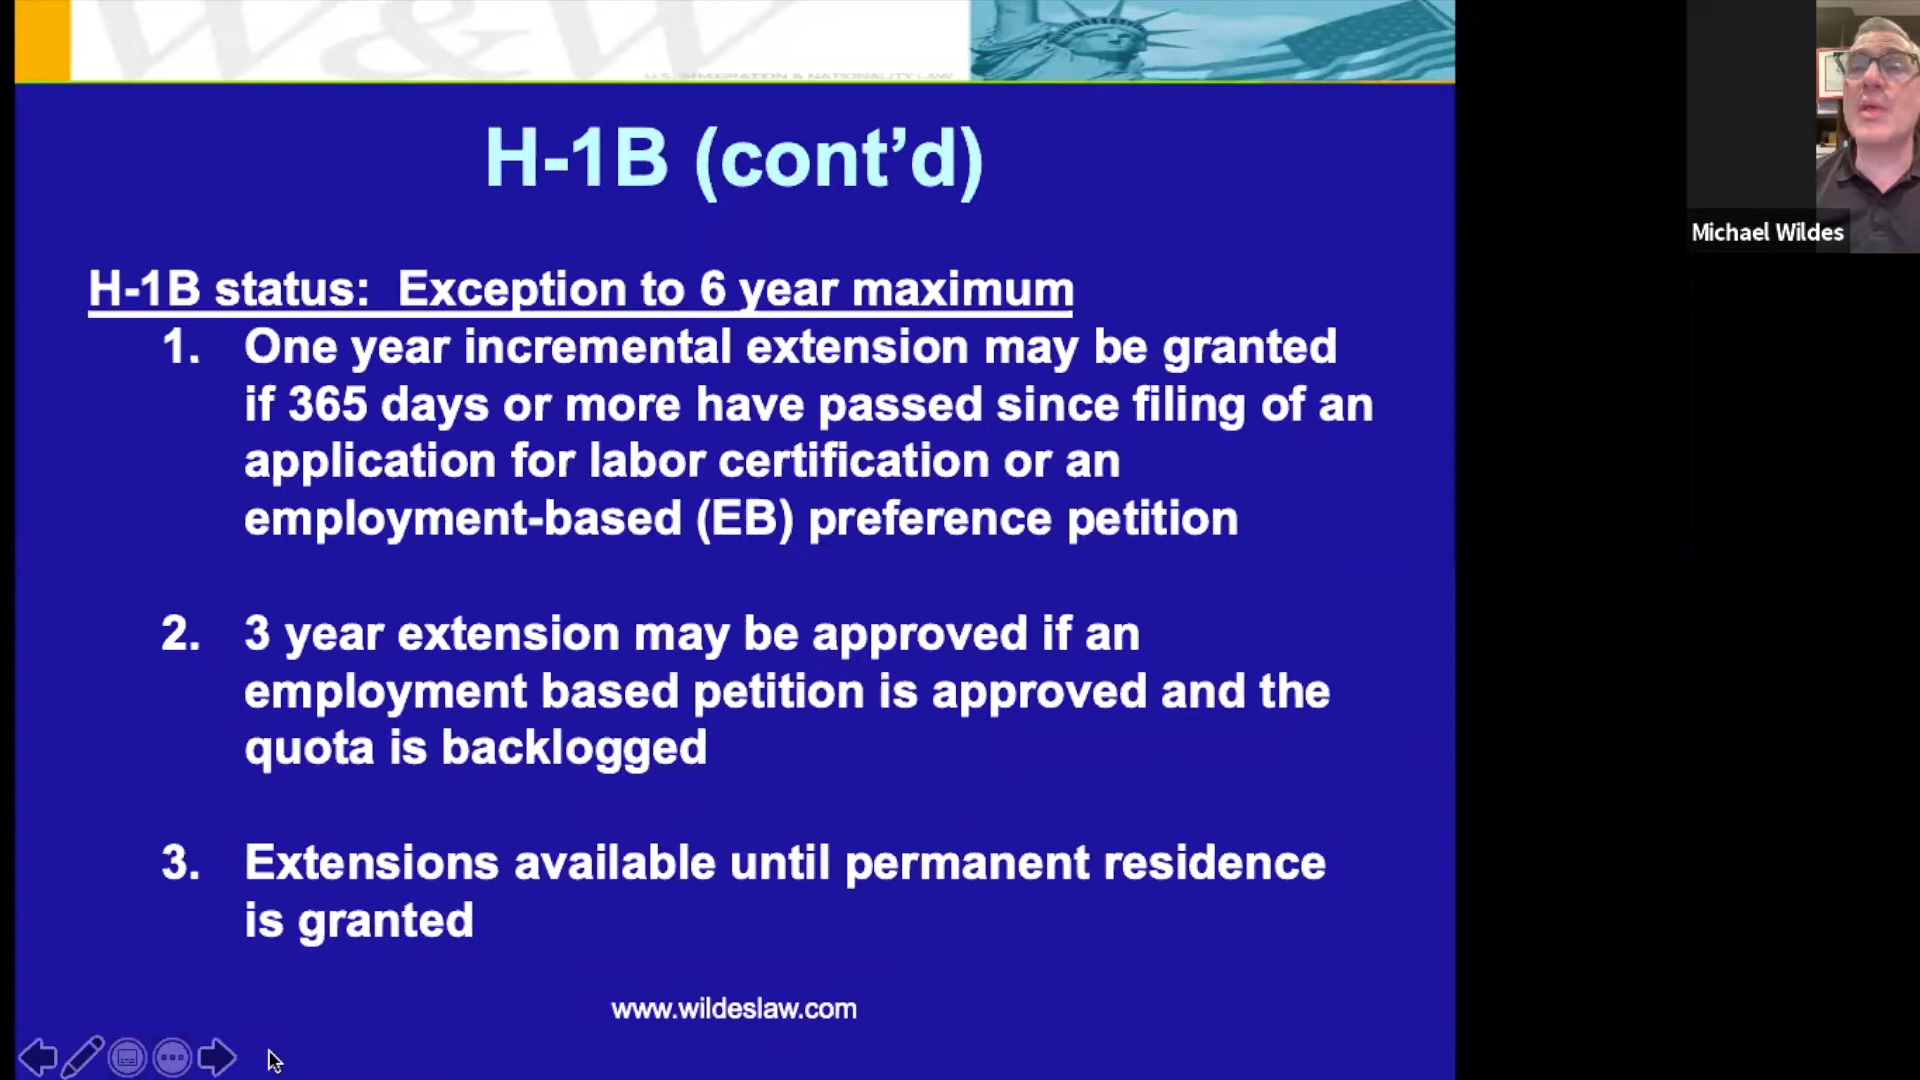 W&W
U.S. IMMIGRATION & NATIONALITY LAW
H-1B (cont’d)
Michael Wildes
H-1B status:  Exception to 6 year maximum
1. One year incremental extension may be granted
if 365 days or more have passed since filing of an
application for labor certification or an
employment-based (EB) preference petition
2. 3 year extension may be approved if an
employment based petition is approved and the
quota is backlogged
3. Extensions available until permanent residence
is granted
www.wildeslaw.com